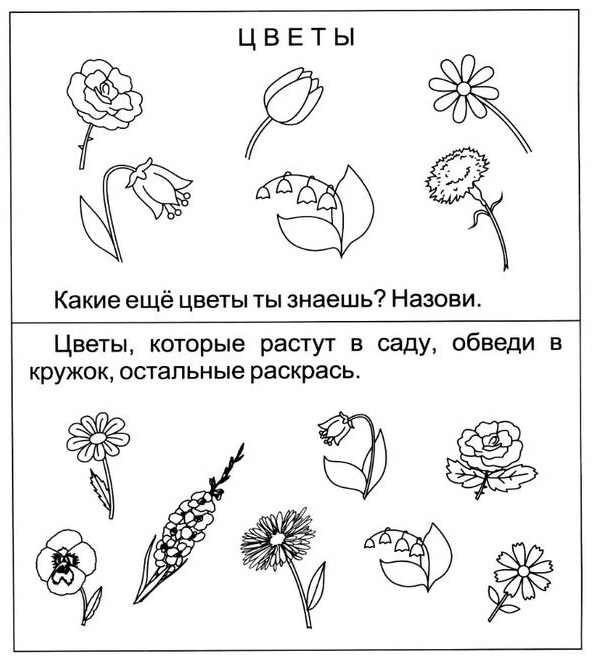 ЦВЕТЫ
Какие ещё цветы ты знаешь? Назови.
Цветы, которые растут в саду, обведи в
кружок, остальные раскрась.